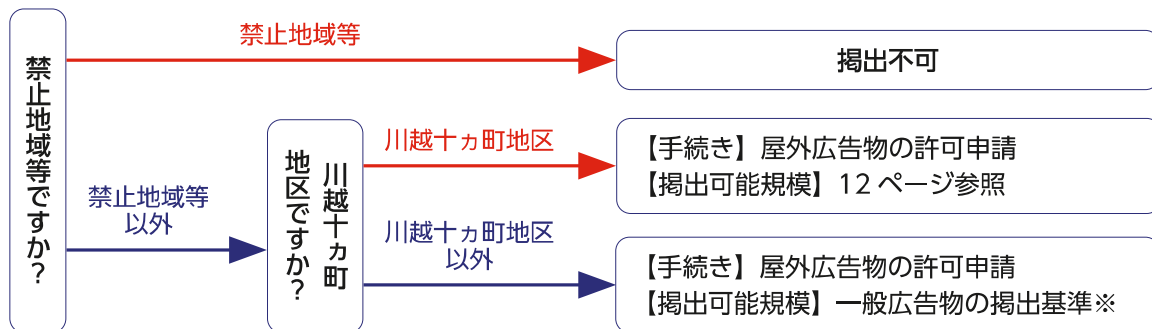 禁止地域等ですか？
禁止地域等
掲出不可
禁止地域等
以外
川越十ヵ町
地区ですか？
川越十ヵ町地区
【手続き】屋外広告物の許可申請
【掲出可能規模】12 ページ参照
川越十ヵ町地区
以外
【手続き】屋外広告物の許可申請
【掲出可能規模】一般広告物の掲出基準※